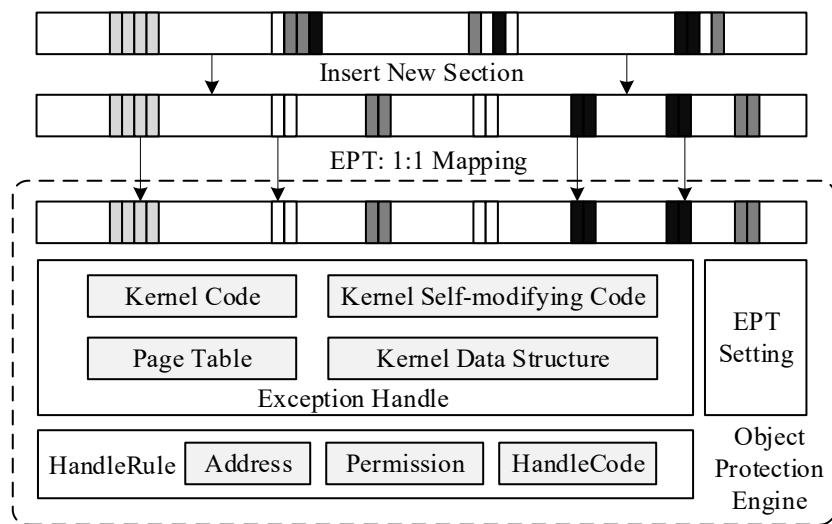 Insert New Section
EPT: 1:1 Mapping
Kernel Code
Kernel Self-modifying Code
Page Table
Kernel Data Structure
Exception Handle
EPT
Setting
HandleRule
Address
Permission
HandleCode
Object
Protection
Engine